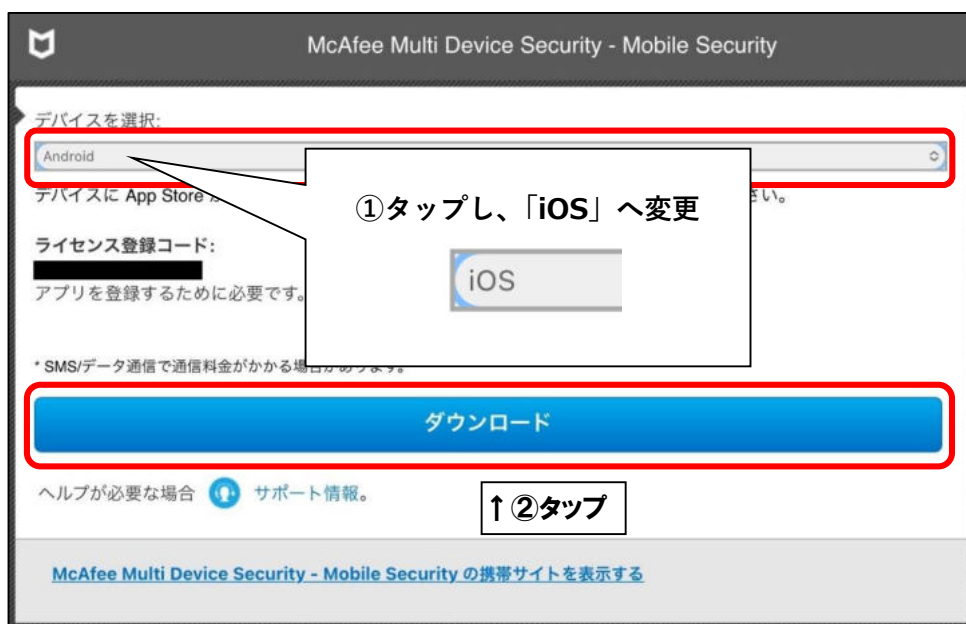 McAfee Multi Device Security - Mobile Security
デバイスを選択:
Android
デバイスに App Store
さい。
①タップし、「iOS」へ変更
iOS
ライセンス登録コード:
アプリを登録するために必要です。
* SMS/データ通信で通信料金がかかる場合があります。
ダウンロード
ヘルプが必要な場合 サポート情報。
↑②タップ
McAfee Multi Device Security - Mobile Security の携帯サイトを表示する